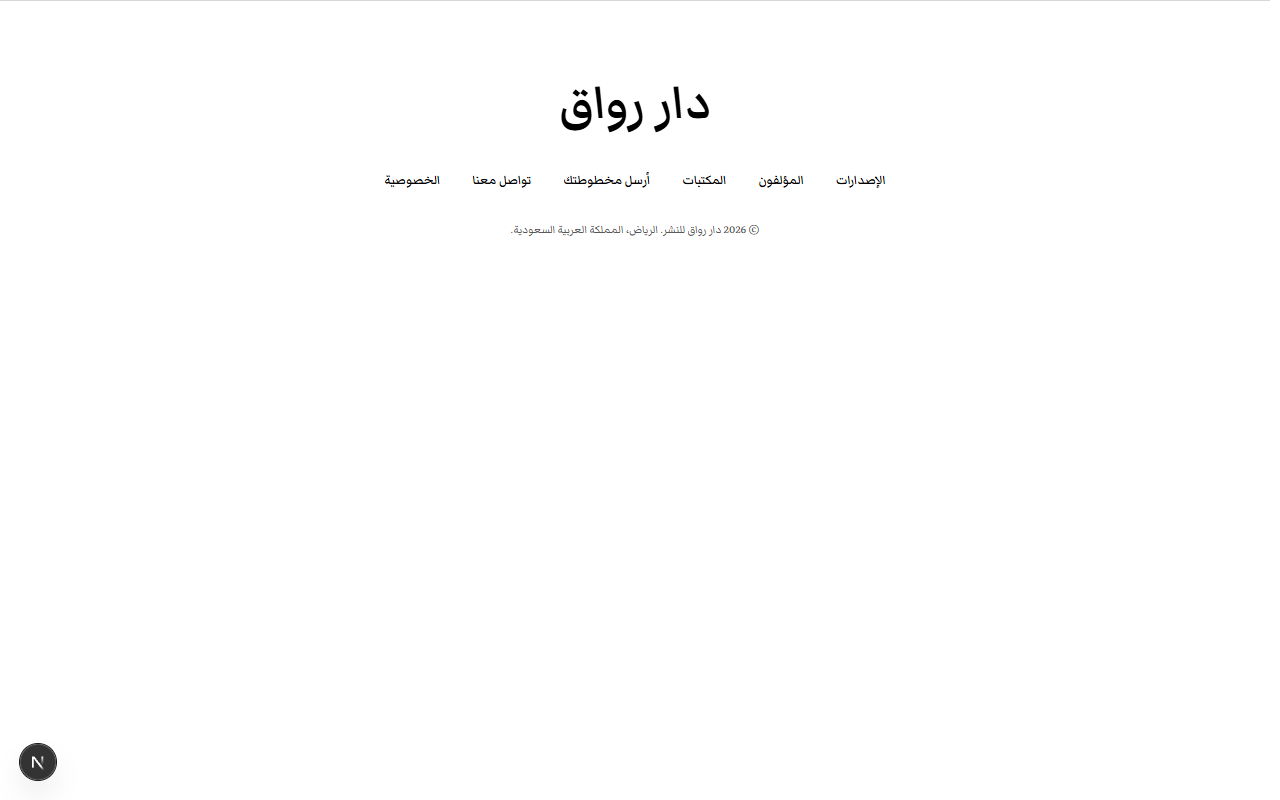 دار رواق
الإصدارات المؤلفون المكتبات أرسل مخطوطتك تواصل معنا الخصوصية
© 2026 دار رواق للنشر. الرياض، المملكة العربية السعودية.
N